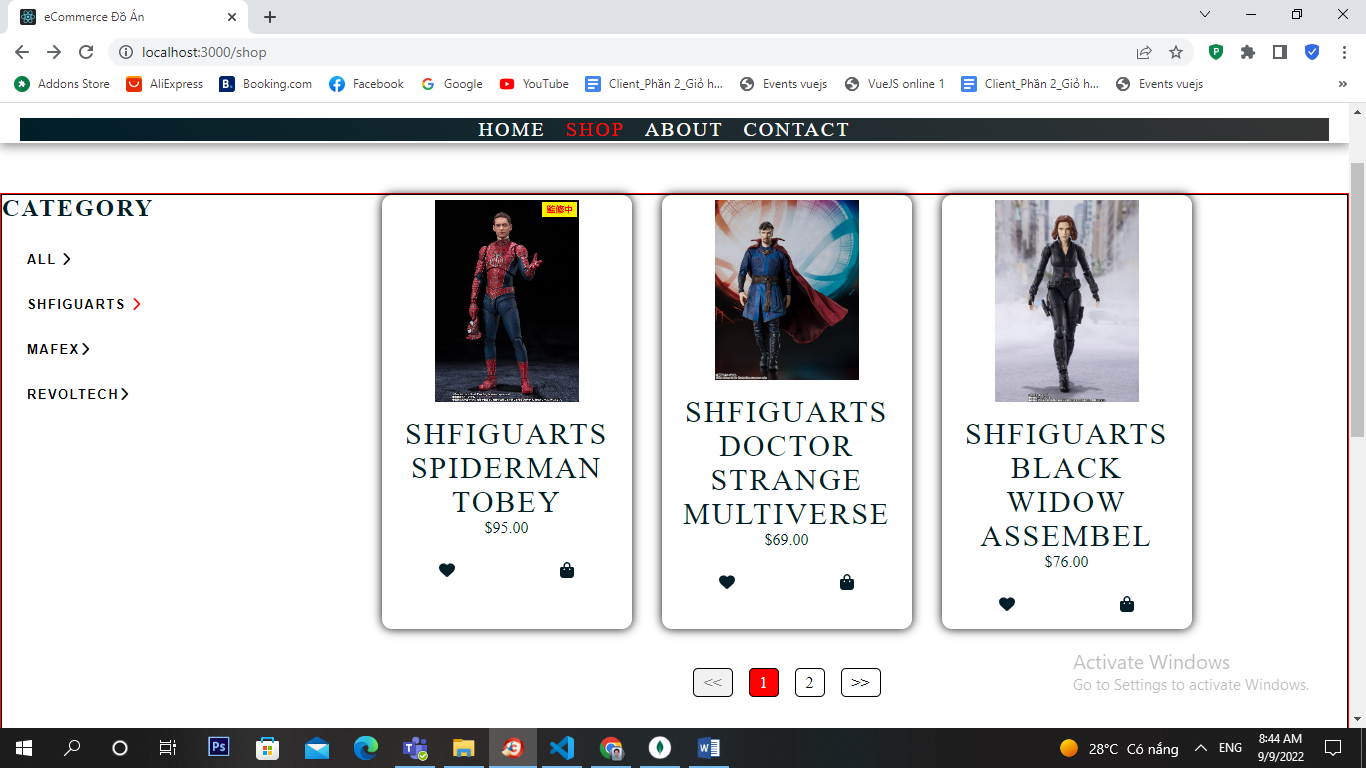 eCommerce Đồ Án
localhost:3000/shop
Addons Store AliExpress Booking.com Facebook Google YouTube Client_Phần 2_Giỏ h... Events vuejs VueJS online 1 Client_Phần 2_Giỏ h... Events vuejs »
HOME SHOP ABOUT CONTACT
CATEGORY
ALL
SHFIGUARTS
MAFEX
REVOLTECH
監修中
SHFIGUARTS
SPIDERMAN
TOBEY
$95.00
SHFIGUARTS
DOCTOR
STRANGE
MULTIVERSE
$69.00
SHFIGUARTS
BLACK
WIDOW
ASSEMBEL
$76.00
<< 1 2 >>
Activate Windows
Go to Settings to activate Windows.
28°C Có nắng ENG 8:44 AM
9/9/2022